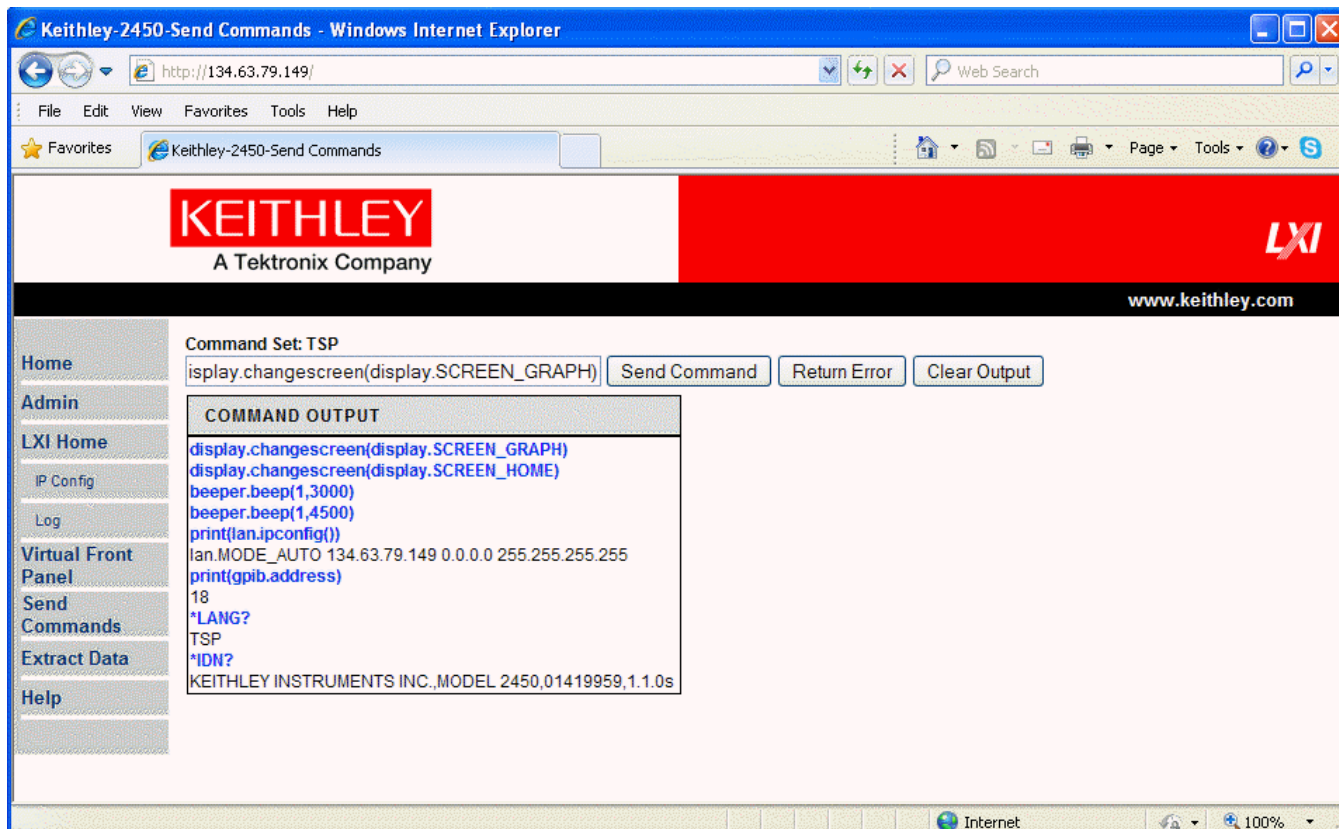 Keithley-2450-Send Commands - Windows Internet Explorer
http://134.63.79.149/
Web Search
File Edit View Favorites Tools Help
Favorites
Keithley-2450-Send Commands
Page Tools
KEITHLEY
A Tektronix Company
LXI
www.keithley.com
Home
Admin
LXI Home
IP Config
Log
Virtual Front
Panel
Send
Commands
Extract Data
Help
Command Set: TSP
isplay.changescreen(display.SCREEN_GRAPH)
Send Command
Return Error
Clear Output
COMMAND OUTPUT
display.changescreen(display.SCREEN_GRAPH)
display.changescreen(display.SCREEN_HOME)
beeper.beep(1,3000)
beeper.beep(1,4500)
print(lan.ipconfig())
lan.MODE_AUTO 134.63.79.149 0.0.0.0 255.255.255.255
print(gpib.address)
18
*LANG?
TSP
*IDN?
KEITHLEY INSTRUMENTS INC.,MODEL 2450,01419959,1.1.0s
Internet
100%